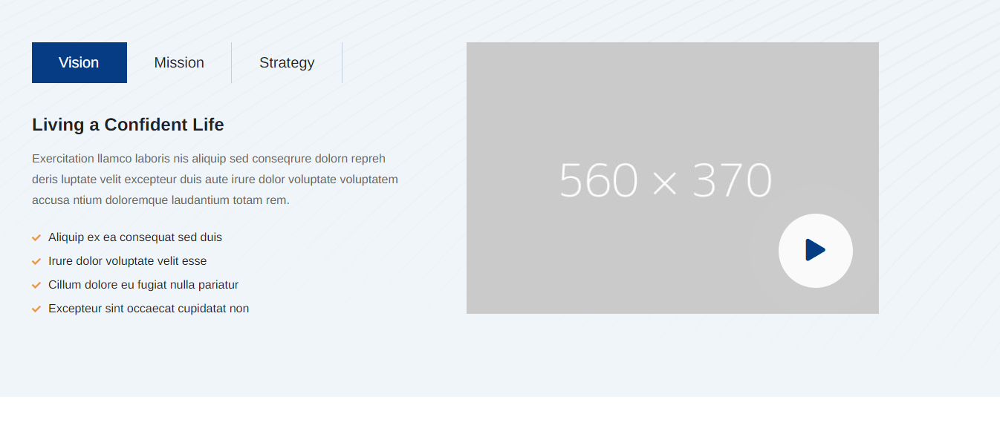 Vision
Mission
Strategy
Living a Confident Life
Exercitation llamco laboris nis aliquip sed conseqrure dolorn repreh
deris luptate velit excepteur duis aute irure dolor voluptate voluptatem
accusa ntium doloremque laudantium totam rem.
Aliquip ex ea consequat sed duis
Irure dolor voluptate velit esse
Cillum dolore eu fugiat nulla pariatur
Excepteur sint occaecat cupidatat non
560 × 370